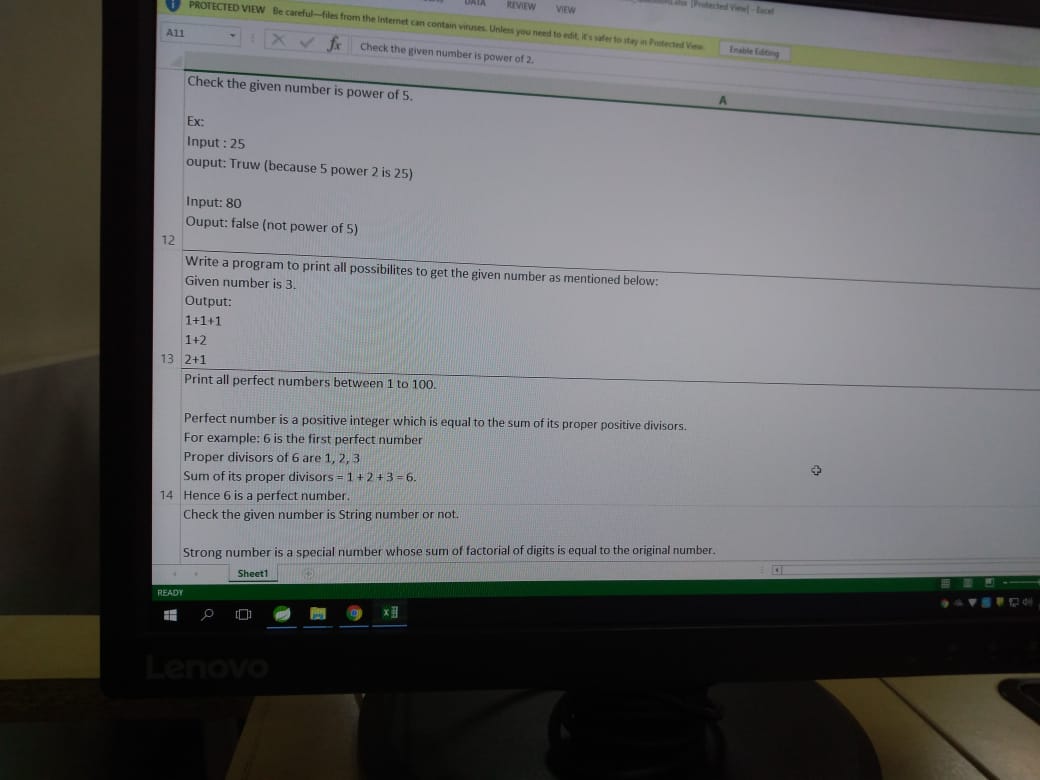 DATA REVIEW VIEW
[Protected View] - Excel
PROTECTED VIEW Be careful—files from the Internet can contain viruses. Unless you need to edit, it's safer to stay in Protected View. Enable Editing
A11 fx Check the given number is power of 2.
A
Check the given number is power of 5.
Ex:
Input : 25
ouput: Truw (because 5 power 2 is 25)
Input: 80
Ouput: false (not power of 5)
12
Write a program to print all possibilites to get the given number as mentioned below:
Given number is 3.
Output:
1+1+1
1+2
13 2+1
Print all perfect numbers between 1 to 100.
Perfect number is a positive integer which is equal to the sum of its proper positive divisors.
For example: 6 is the first perfect number
Proper divisors of 6 are 1, 2, 3
Sum of its proper divisors = 1 + 2 + 3 = 6.
14 Hence 6 is a perfect number.
Check the given number is String number or not.
Strong number is a special number whose sum of factorial of digits is equal to the original number.
Sheet1
READY
Lenovo